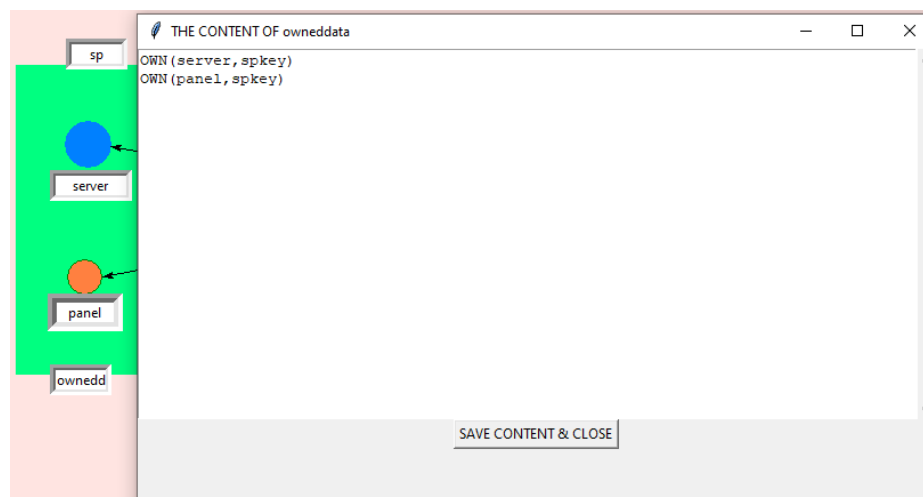 THE CONTENT OF owneddata
sp
OWN(server,spkey)
OWN(panel,spkey)
server
panel
ownedd
SAVE CONTENT & CLOSE